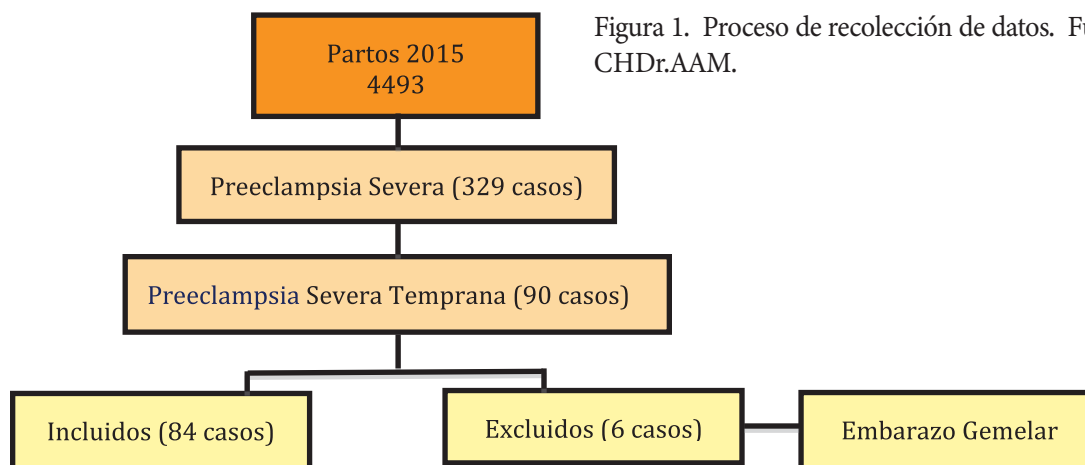 Partos 2015
4493
Figura 1. Proceso de recolección de datos.
CHDr.AAM.
Preeclampsia Severa (329 casos)
Preeclampsia Severa Temprana (90 casos)
Incluidos (84 casos)
Excluidos (6 casos)
Embarazo Gemelar